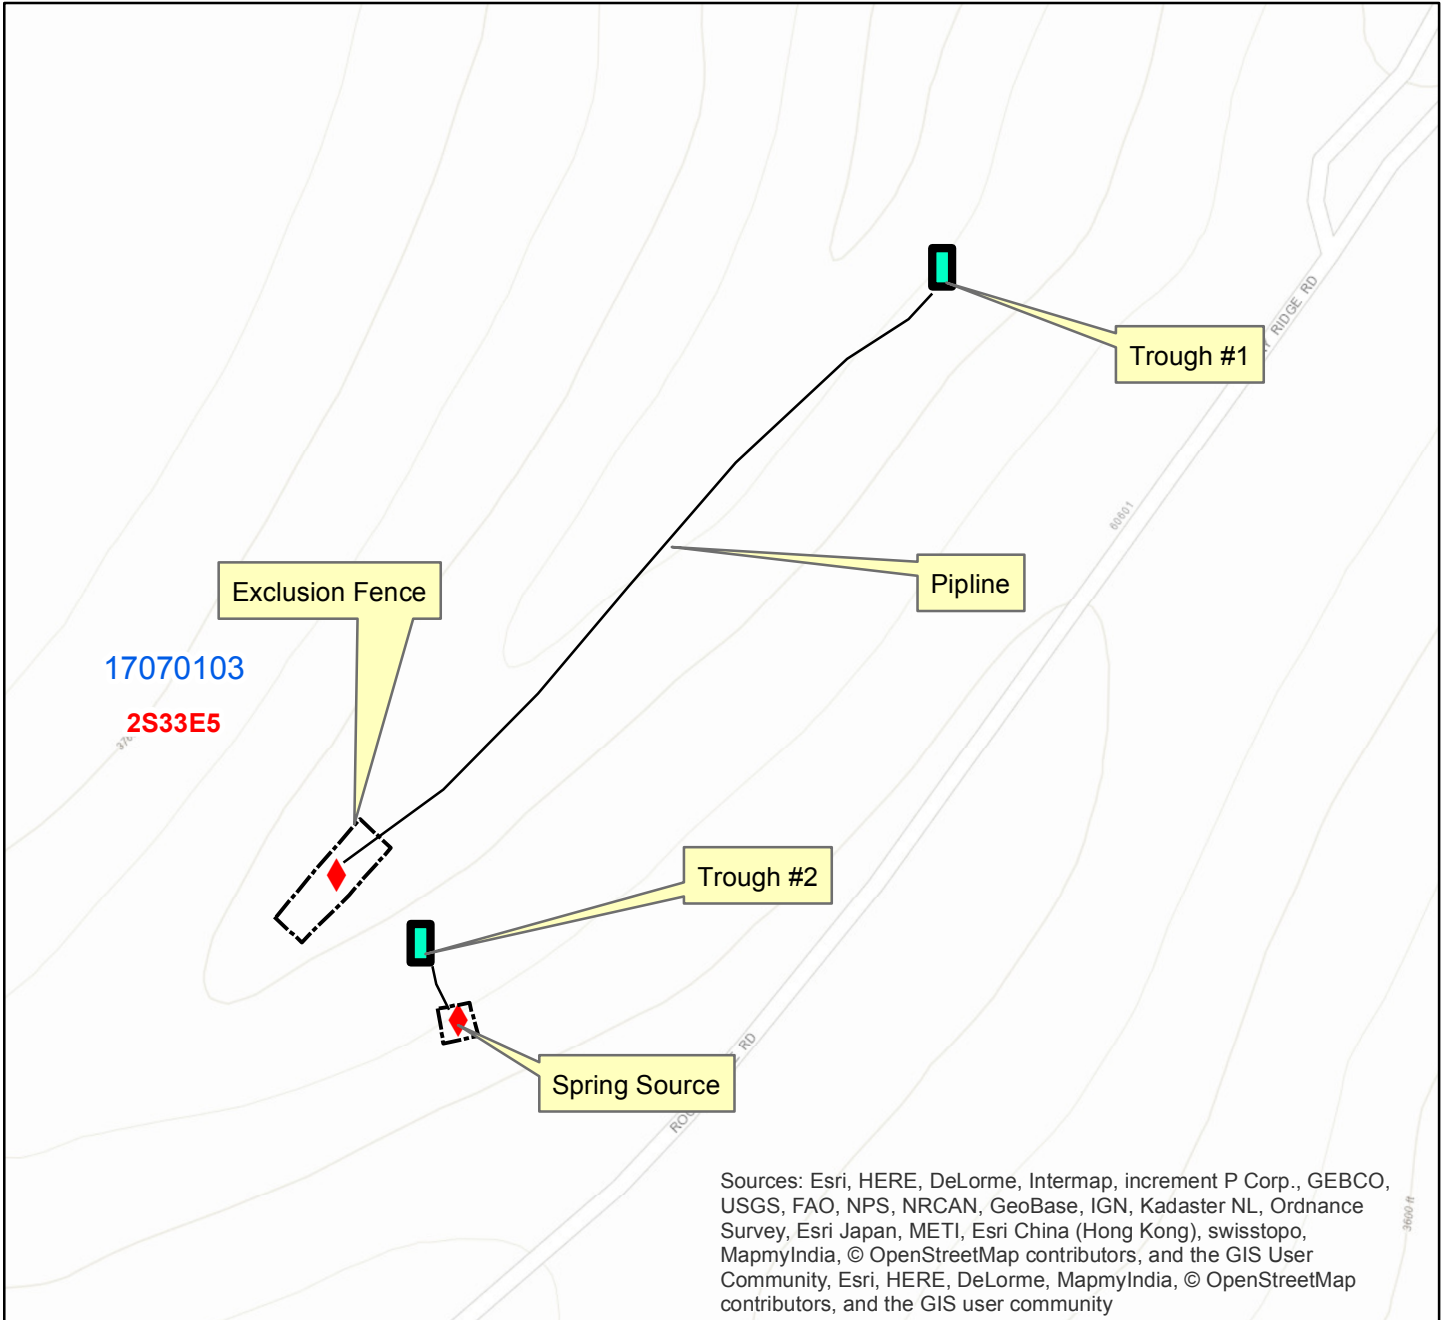 RIDGE RD
Trough #1
60601
Pipline
Exclusion Fence
17070103
2S33E5
Trough #2
RD
Spring Source
Sources: Esri, HERE, DeLorme, Intermap, increment P Corp., GEBCO,
USGS, FAO, NPS, NRCAN, GeoBase, IGN, Kadaster NL, Ordnance
Survey, Esri Japan, METI, Esri China (Hong Kong), swisstopo,
MapmyIndia, © OpenStreetMap contributors, and the GIS User
Community, Esri, HERE, DeLorme, MapmyIndia, © OpenStreetMap
contributors, and the GIS user community
3600 ft